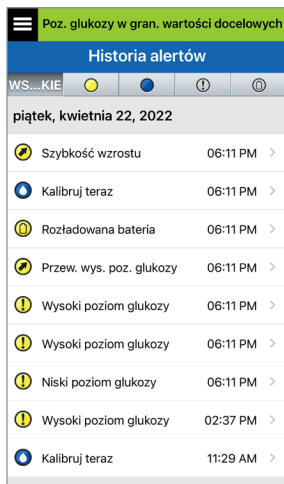 Poz. glukozy w gran. wartości docelowych
Historia alertów
WS...KIE
piątek, kwietnia 22, 2022
Szybkość wzrostu 06:11 PM
Kalibruj teraz 06:11 PM
Rozładowana bateria 06:11 PM
Przew. wys. poz. glukozy 06:11 PM
Wysoki poziom glukozy 06:11 PM
Wysoki poziom glukozy 06:11 PM
Niski poziom glukozy 06:11 PM
Wysoki poziom glukozy 02:37 PM
Kalibruj teraz 11:29 AM